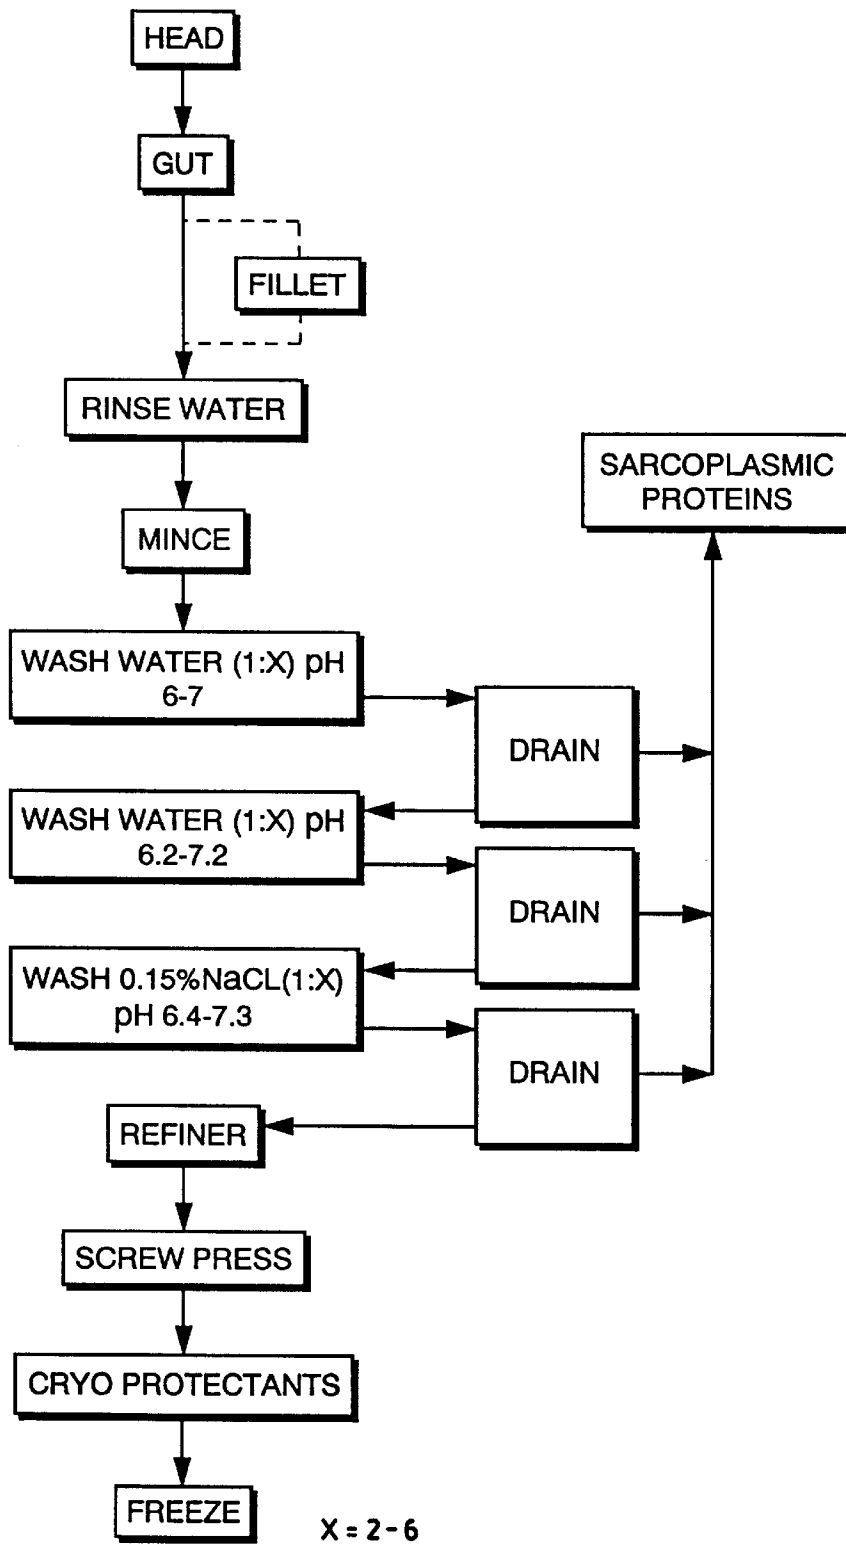 HEAD
GUT
FILLET
RINSE WATER
SARCOPLASMIC
PROTEINS
MINCE
WASH WATER (1:X) pH
6-7
DRAIN
WASH WATER (1:X) pH
6.2-7.2
DRAIN
WASH 0.15%NaCL(1:X)
pH 6.4-7.3
DRAIN
REFINER
SCREW PRESS
CRYO PROTECTANTS
FREEZE
X = 2-6